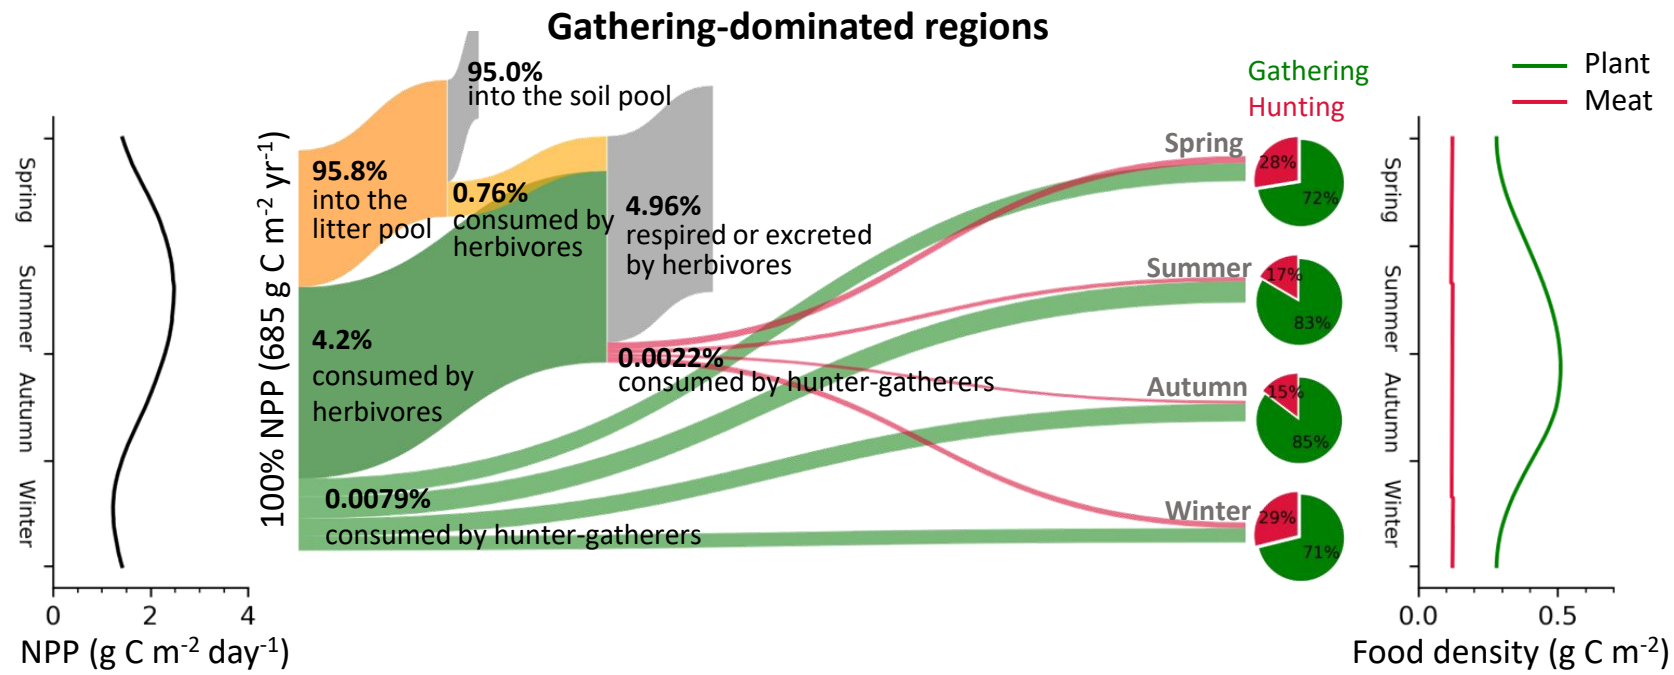 Gathering-dominated regions
Spring
Summer
Autumn
Winter
0 2 4
NPP (g C m⁻² day⁻¹)
100% NPP (685 g C m⁻² yr⁻¹)
95.0%
into the soil pool
95.8%
into the
litter pool
0.76%
consumed by
herbivores
4.96%
respired or excreted
by herbivores
4.2%
consumed by
herbivores
0.0022%
consumed by hunter-gatherers
0.0079%
consumed by hunter-gatherers
Gathering
Hunting
Spring
28%
72%
Summer
17%
83%
Autumn
15%
85%
Winter
29%
71%
Plant
Meat
Spring
Summer
Autumn
Winter
0.0 0.5
Food density (g C m⁻²)